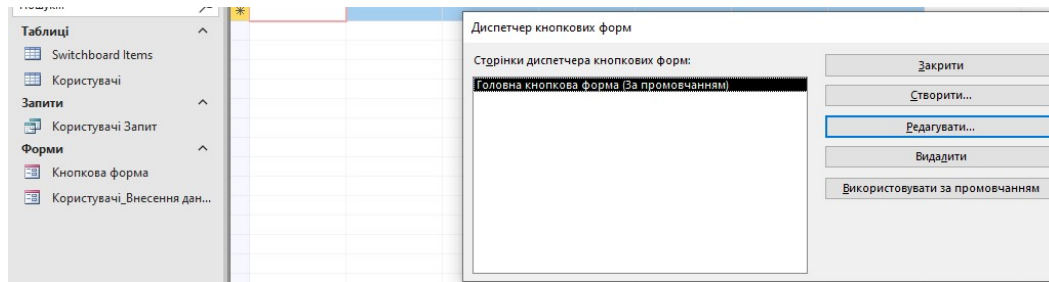 Таблиці
Switchboard Items
Користувачі
Запити
Користувачі Запит
Форми
Кнопкова форма
Користувачі_Внесення дан...
Диспетчер кнопкових форм
Сторінки диспетчера кнопкових форм:
Головна кнопкова форма (За промовчанням)
Закрити
Створити...
Редагувати...
Видалити
Використовувати за промовчанням